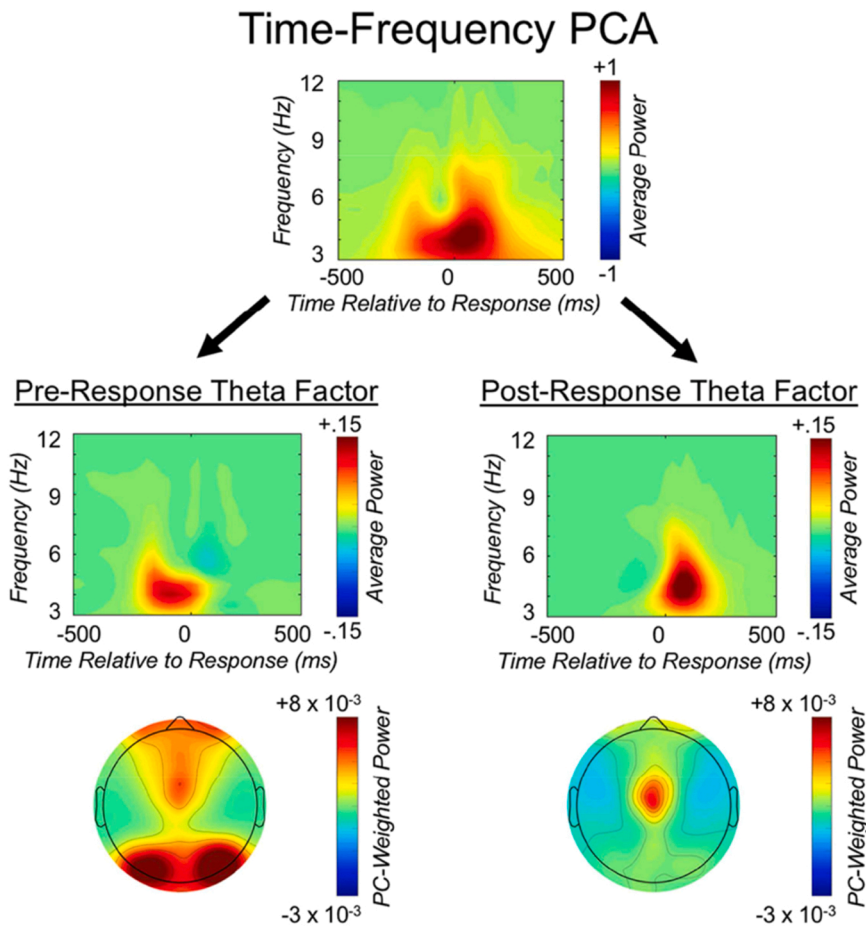 Time-Frequency PCA
+1
12
9
6
3
Frequency (Hz)
Average Power
-1
-500 0 500
Time Relative to Response (ms)
Pre-Response Theta Factor
+.15
12
9
6
3
Frequency (Hz)
Average Power
-.15
-500 0 500
Time Relative to Response (ms)
+8 x 10⁻³
PC-Weighted Power
-3 x 10⁻³
Post-Response Theta Factor
+.15
12
9
6
3
Frequency (Hz)
Average Power
-.15
-500 0 500
Time Relative to Response (ms)
+8 x 10⁻³
PC-Weighted Power
-3 x 10⁻³